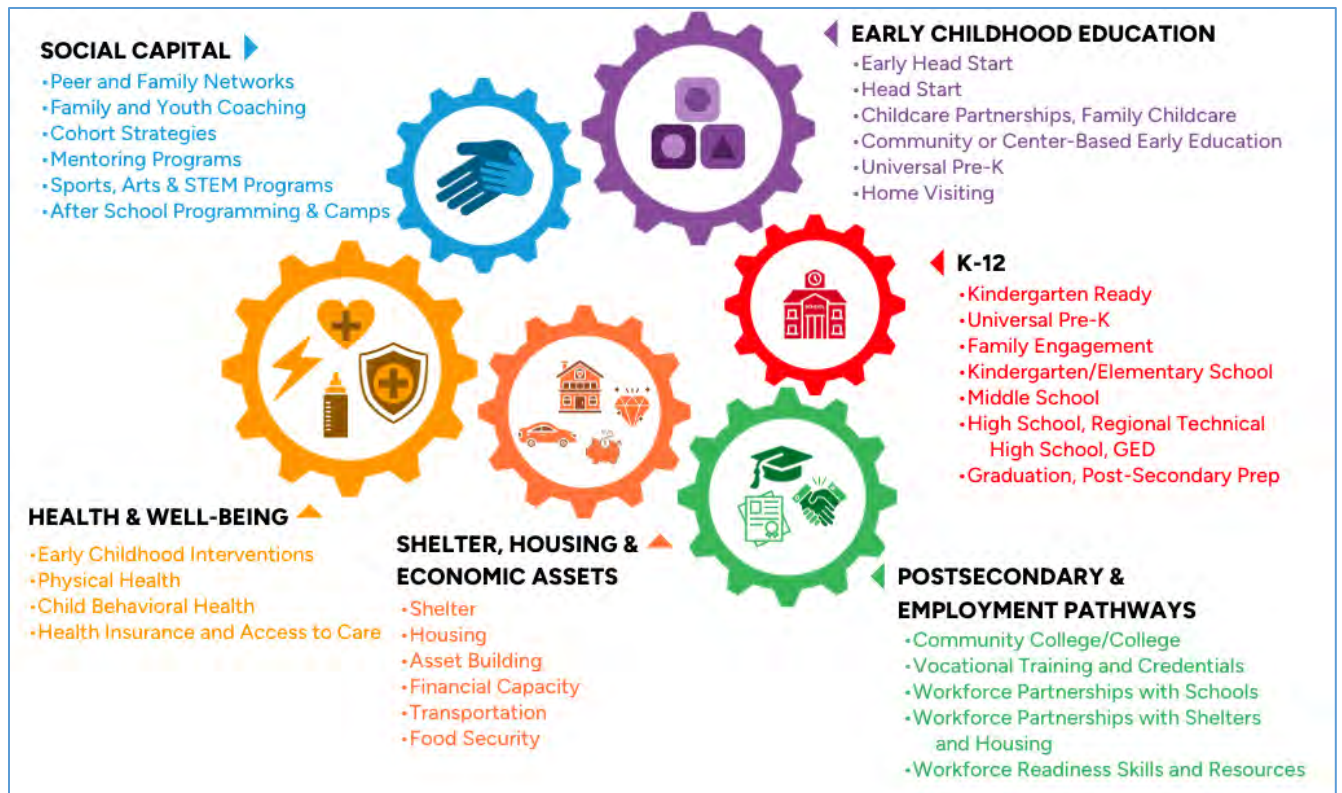 SOCIAL CAPITAL
•Peer and Family Networks
•Family and Youth Coaching
•Cohort Strategies
•Mentoring Programs
•Sports, Arts & STEM Programs
•After School Programming & Camps
EARLY CHILDHOOD EDUCATION
•Early Head Start
•Head Start
•Childcare Partnerships, Family Childcare
•Community or Center-Based Early Education
•Universal Pre-K
•Home Visiting
SCHOOL
K-12
•Kindergarten Ready
•Universal Pre-K
•Family Engagement
•Kindergarten/Elementary School
•Middle School
•High School, Regional Technical
High School, GED
•Graduation, Post-Secondary Prep
HEALTH & WELL-BEING
•Early Childhood Interventions
•Physical Health
•Child Behavioral Health
•Health Insurance and Access to Care
SHELTER, HOUSING &
ECONOMIC ASSETS
•Shelter
•Housing
•Asset Building
•Financial Capacity
•Transportation
•Food Security
POSTSECONDARY &
EMPLOYMENT PATHWAYS
•Community College/College
•Vocational Training and Credentials
•Workforce Partnerships with Schools
•Workforce Partnerships with Shelters
and Housing
•Workforce Readiness Skills and Resources